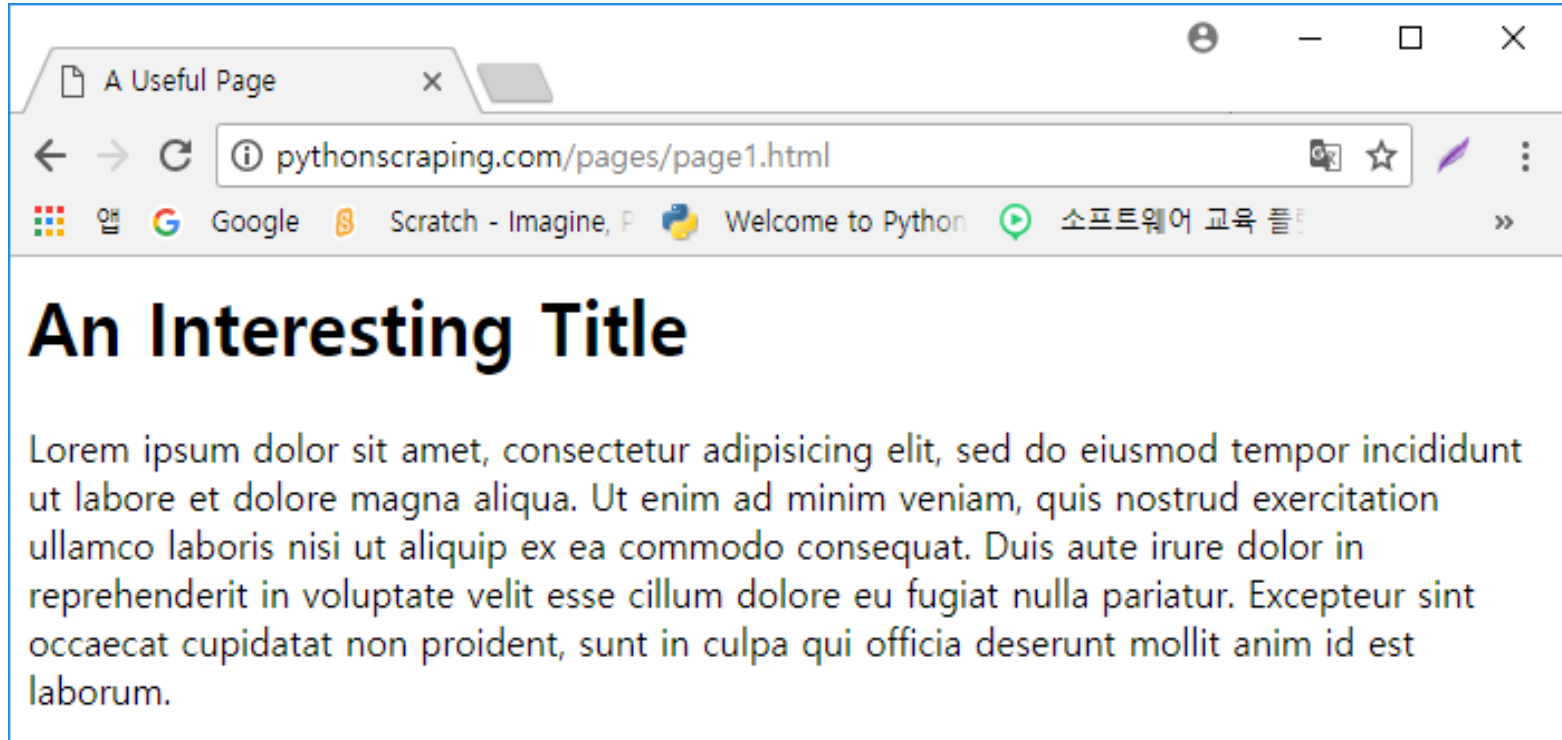 A Useful Page
pythonscraping.com/pages/page1.html
앱 Google Scratch - Imagine, Welcome to Python 소프트웨어 교육
An Interesting Title
Lorem ipsum dolor sit amet, consectetur adipisicing elit, sed do eiusmod tempor incididunt
ut labore et dolore magna aliqua. Ut enim ad minim veniam, quis nostrud exercitation
ullamco laboris nisi ut aliquip ex ea commodo consequat. Duis aute irure dolor in
reprehenderit in voluptate velit esse cillum dolore eu fugiat nulla pariatur. Excepteur sint
occaecat cupidatat non proident, sunt in culpa qui officia deserunt mollit anim id est
laborum.